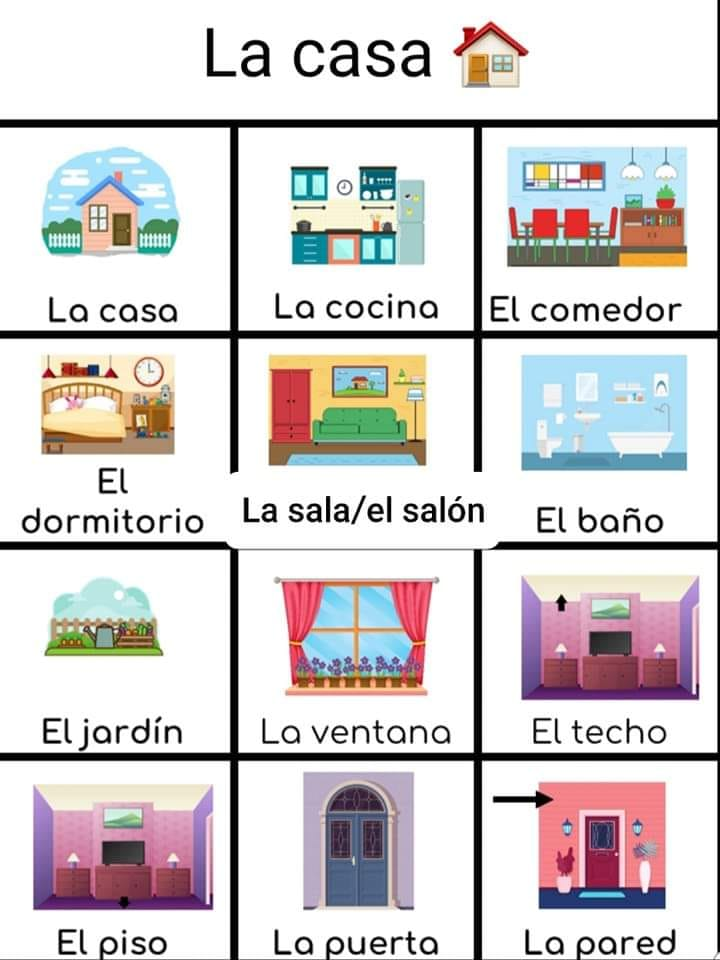 La casa
La casa
La cocina
El comedor
El
dormitorio
La sala/el salón
El baño
El jardín
La ventana
El techo
El piso
La puerta
La pared